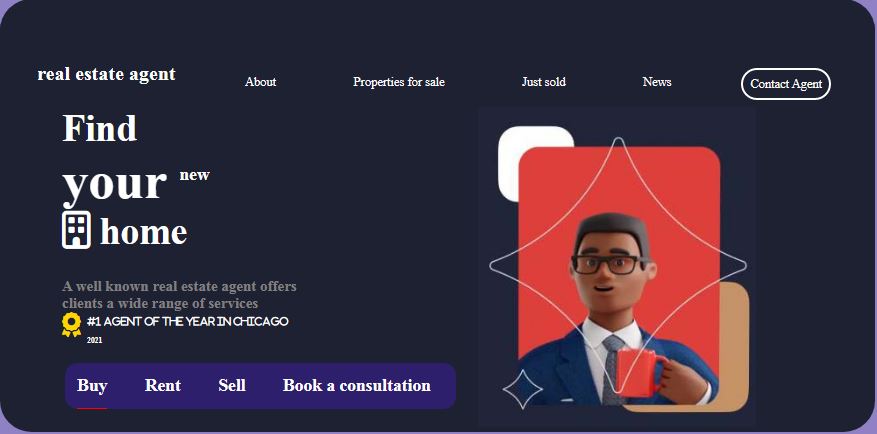 real estate agent
About Properties for sale Just sold News Contact Agent
Find
your new
home
A well known real estate agent offers
clients a wide range of services
#1 AGENT OF THE YEAR IN CHICAGO
2021
Buy Rent Sell Book a consultation